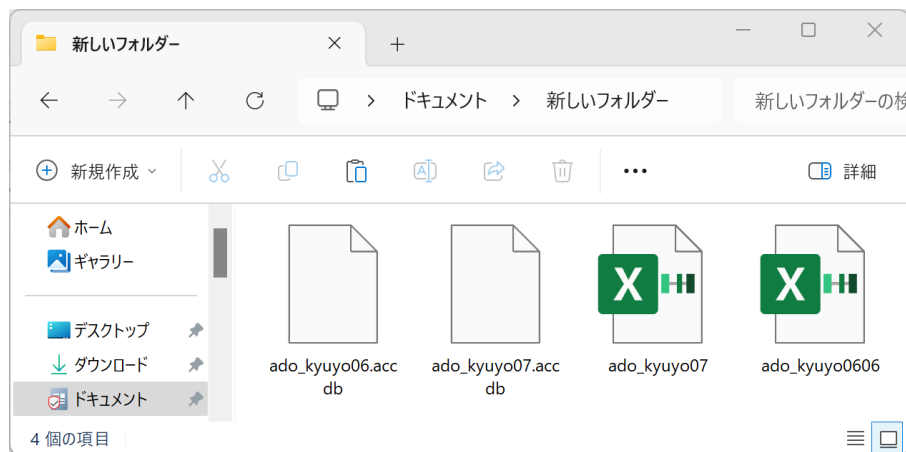 新しいフォルダー
ドキュメント > 新しいフォルダー
新しいフォルダーの検
新規作成
詳細
ホーム
ギャラリー
デスクトップ
ダウンロード
ドキュメント
ado_kyuyo06.acc
db
ado_kyuyo07.acc
db
ado_kyuyo07
ado_kyuyo0606
4 個の項目